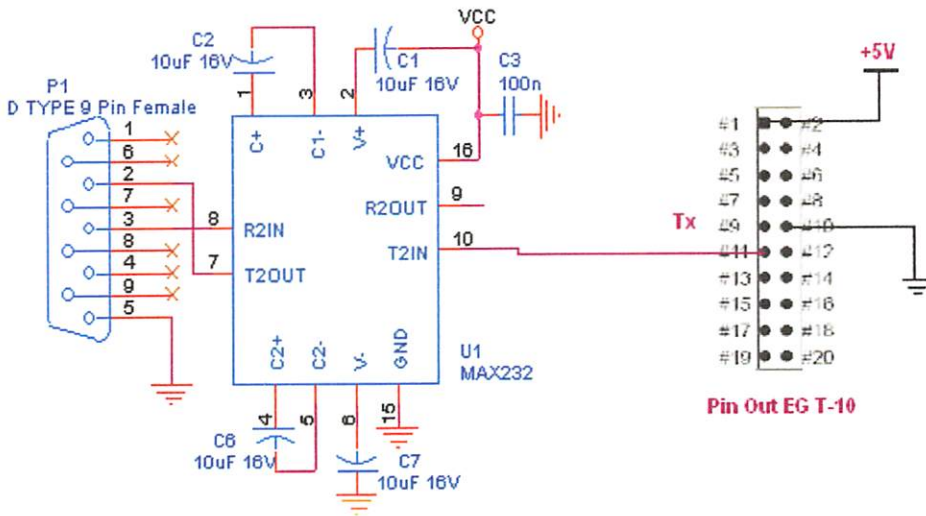 VCC
C2
10uF 16V
C1
10uF 16V
C3
100n
+5V
P1
D TYPE 9 Pin Female
1
6
2
7
3
8
4
9
5
1
3
2
C+
C1-
V+
VCC
16
R2OUT
9
R2IN
8
T2IN
10
T2OUT
7
C2+
C2-
V-
GND
4
5
6
15
U1
MAX232
C6
10uF 16V
C7
10uF 16V
Tx
#1 #2
#3 #4
#5 #6
#7 #8
#9 #10
#11 #12
#13 #14
#15 #16
#17 #18
#19 #20
Pin Out EG T-10